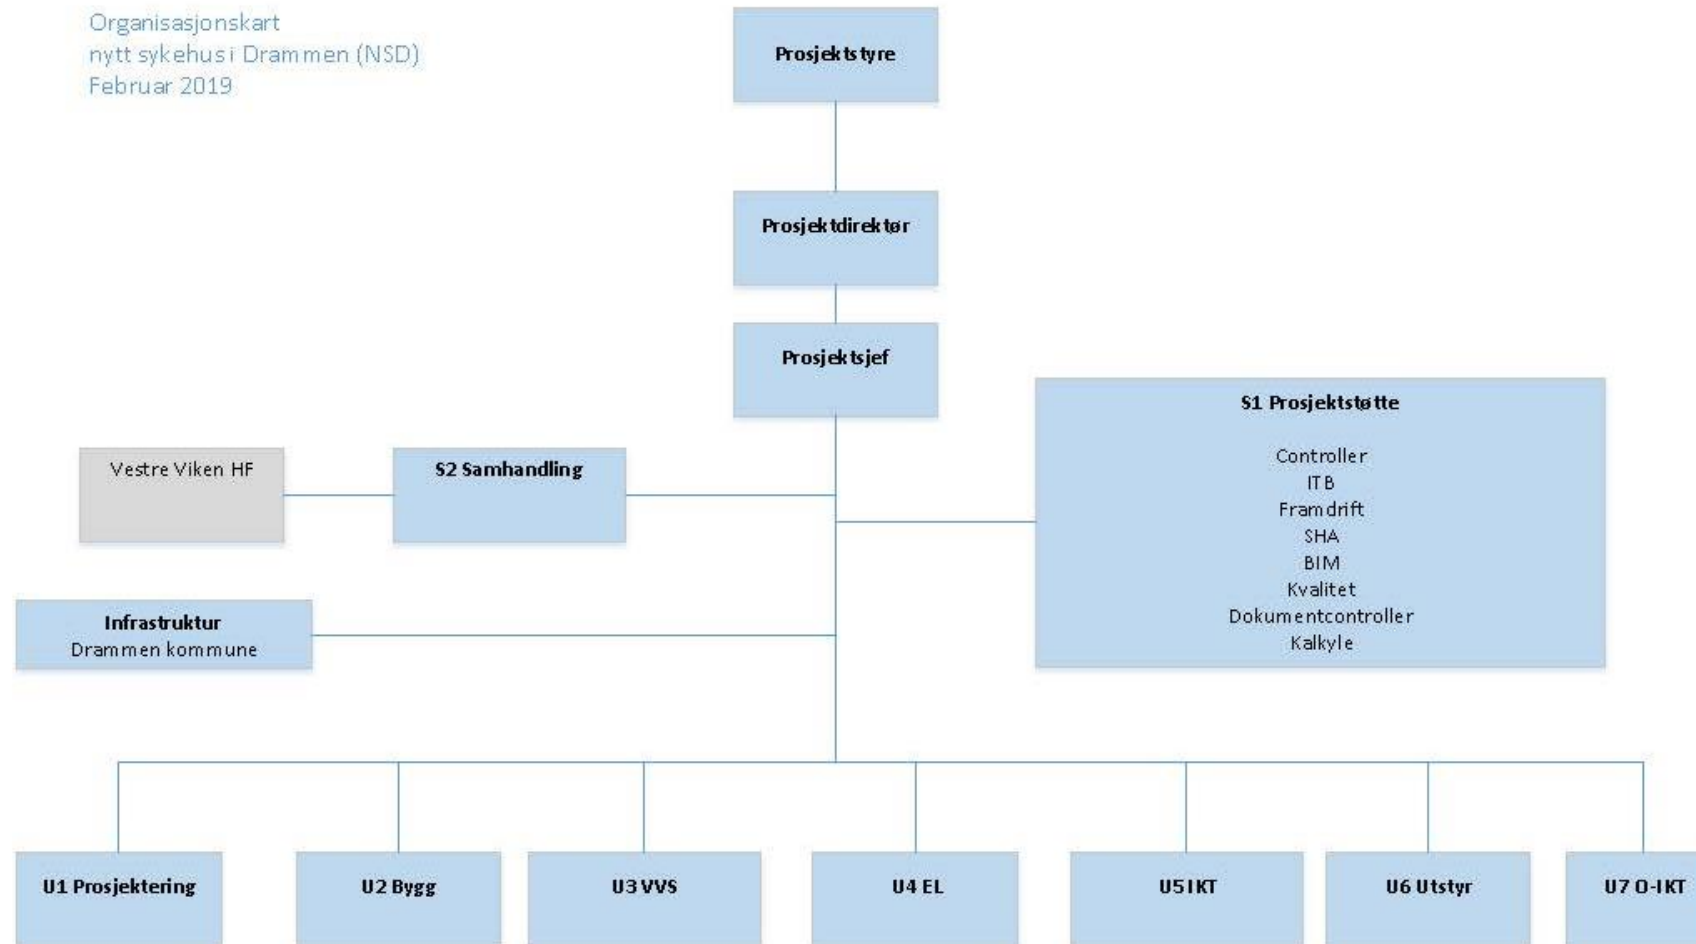 Organisasjonskart
nytt sykehus i Drammen (NSD)
Februar 2019
Prosjektstyre
Prosjektdirektør
Prosjektsjef
S1 Prosjektstøtte
Controller
ITB
Framdrift
SHA
BIM
Kvalitet
Dokumentcontroller
Kalkyle
Vestre Viken HF
S2 Samhandling
Infrastruktur
Drammen kommune
U1 Prosjektering
U2 Bygg
U3 VVS
U4 EL
U5 IKT
U6 Utstyr
U7 O-IKT